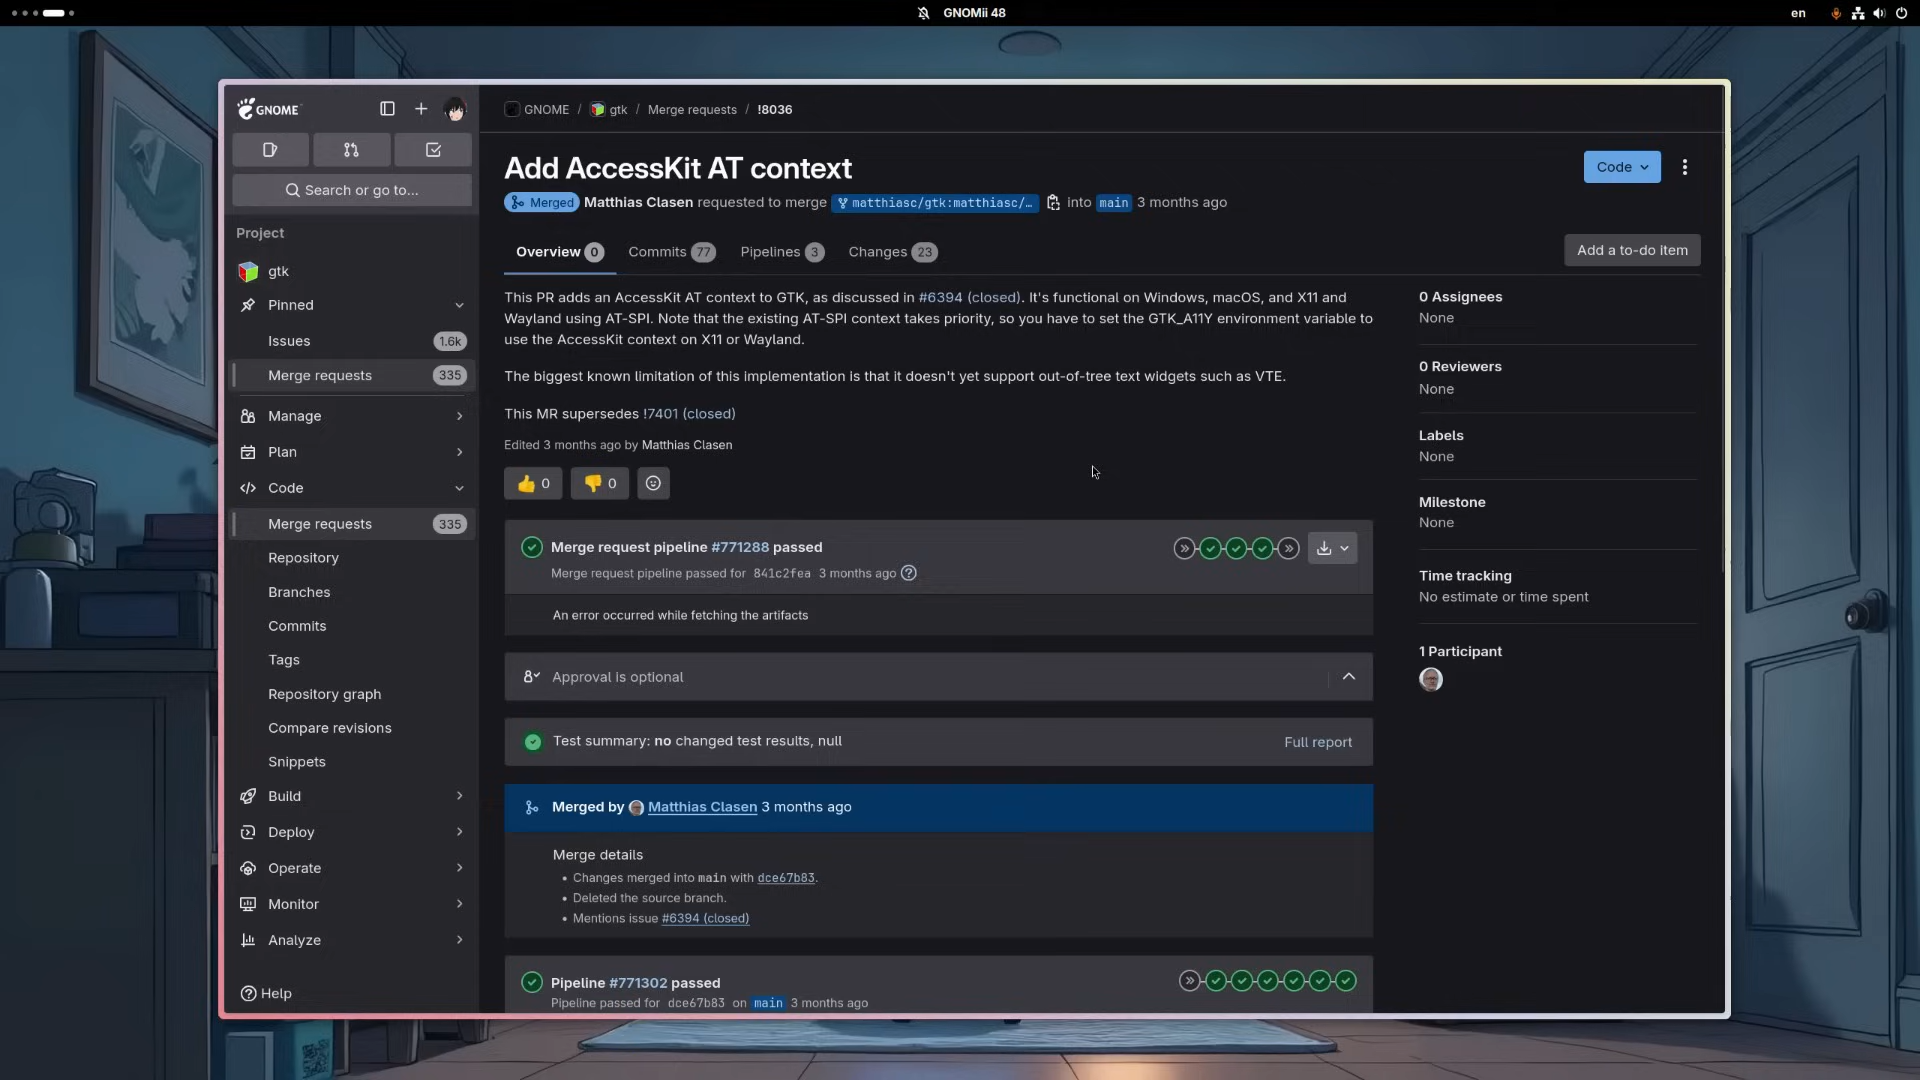 GNOMii 48
en
GNOME
GNOME / gtk / Merge requests / !8036
Search or go to...
Project
gtk
Pinned
Issues 1.6k
Merge requests 335
Manage
Plan
Code
Merge requests 335
Repository
Branches
Commits
Tags
Repository graph
Compare revisions
Snippets
Build
Deploy
Operate
Monitor
Analyze
Help
Add AccessKit AT context
Code
Merged Matthias Clasen requested to merge matthiasc/gtk:matthiasc/… into main 3 months ago
Overview 0 Commits 77 Pipelines 3 Changes 23
Add a to-do item
This PR adds an AccessKit AT context to GTK, as discussed in #6394 (closed). It's functional on Windows, macOS, and X11 and
Wayland using AT-SPI. Note that the existing AT-SPI context takes priority, so you have to set the GTK_A11Y environment variable to
use the AccessKit context on X11 or Wayland.
The biggest known limitation of this implementation is that it doesn't yet support out-of-tree text widgets such as VTE.
This MR supersedes !7401 (closed)
Edited 3 months ago by Matthias Clasen
0 0
Merge request pipeline #771288 passed
Merge request pipeline passed for 841c2fea 3 months ago
An error occurred while fetching the artifacts
Approval is optional
Test summary: no changed test results, null
Full report
Merged by Matthias Clasen 3 months ago
Merge details
• Changes merged into main with dce67b83.
• Deleted the source branch.
• Mentions issue #6394 (closed)
Pipeline #771302 passed
Pipeline passed for dce67b83 on main 3 months ago
0 Assignees
None
0 Reviewers
None
Labels
None
Milestone
None
Time tracking
No estimate or time spent
1 Participant